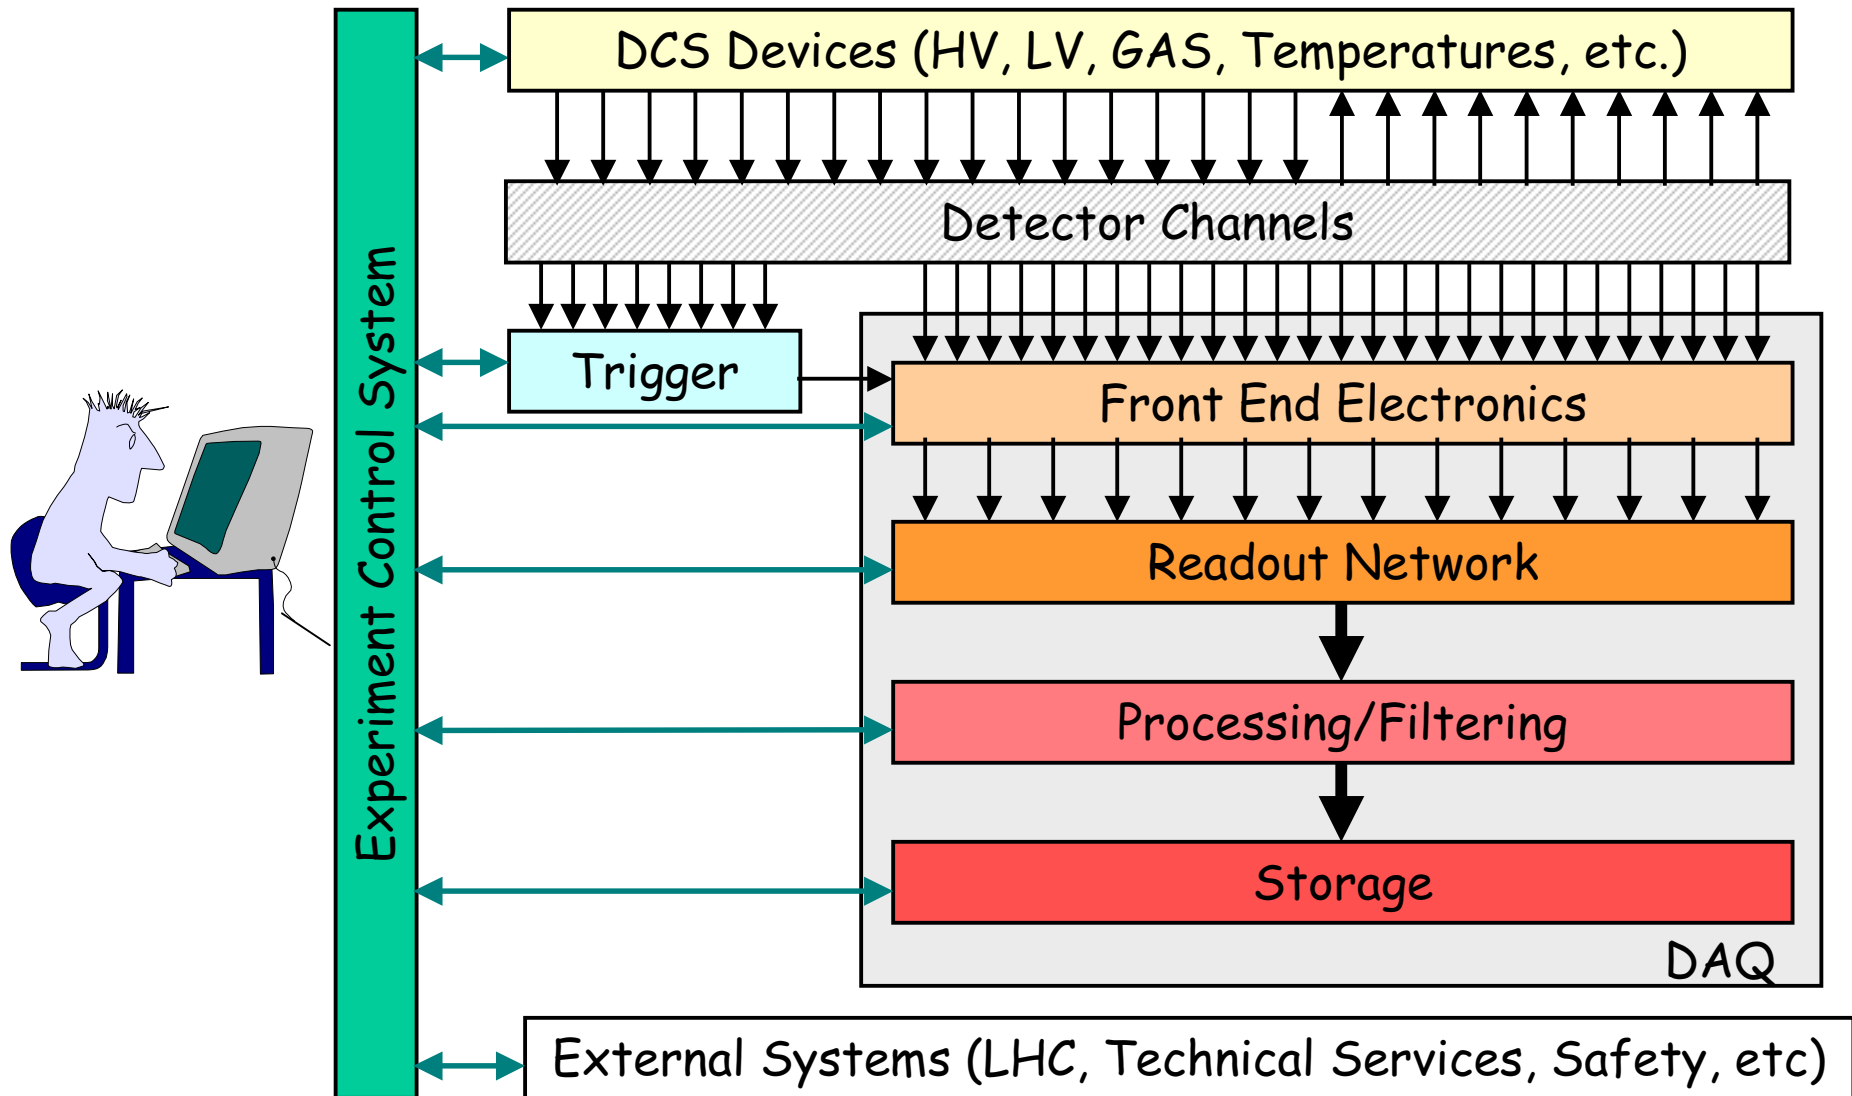 DCS Devices (HV, LV, GAS, Temperatures, etc.)
Detector Channels
Experiment Control System
Trigger
Front End Electronics
Readout Network
Processing/Filtering
Storage
DAQ
External Systems (LHC, Technical Services, Safety, etc)